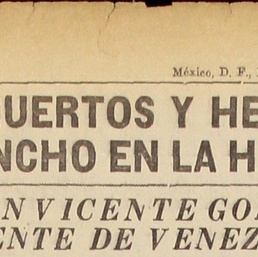 México, D. F.,
UERTOS Y HE
NCHO EN LA H
N VICENTE GO
ENTE DE VENEZ